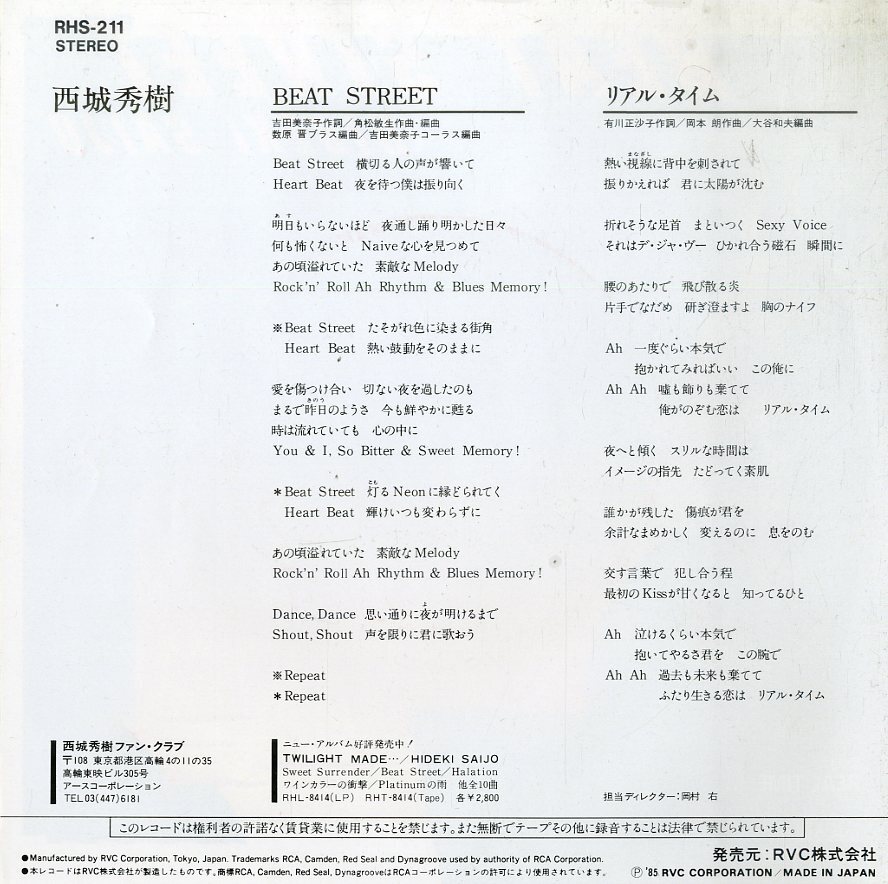 RHS-211
STEREO
西城秀樹
BEAT STREET
吉田美奈子作詞／角松敏生作曲・編曲
数原 晋ブラス編曲／吉田美奈子コーラス編曲
Beat Street 横切る人の声が響いて
Heart Beat 夜を待つ僕は振り向く
あす
明日もいらないほど 夜通し踊り明かした日々
何も怖くないと Naiveな心を見つめて
あの頃溢れていた 素敵なMelody
Rock'n' Roll Ah Rhythm & Blues Memory!
※Beat Street たそがれ色に染まる街角
Heart Beat 熱い鼓動をそのままに
愛を傷つけ合い 切ない夜を過したのも
きのう
まるで昨日のようさ 今も鮮やかに甦る
時は流れていても 心の中に
You & I, So Bitter & Sweet Memory!
とも
＊Beat Street 灯るNeonに縁どられてく
Heart Beat 輝けいつも変わらずに
あの頃溢れていた 素敵なMelody
Rock'n' Roll Ah Rhythm & Blues Memory!
よ
Dance, Dance 思い通りに夜が明けるまで
Shout, Shout 声を限りに君に歌おう
※Repeat
＊Repeat
リアル・タイム
有川正沙子作詞／岡本 朗作曲／大谷和夫編曲
まなざし
熱い視線に背中を刺されて
振りかえれば 君に太陽が沈む
折れそうな足首 まといつく Sexy Voice
それはデ・ジャ・ヴー ひかれ合う磁石 瞬間に
腰のあたりで 飛び散る炎
片手でなだめ 研ぎ澄ますよ 胸のナイフ
Ah 一度ぐらい本気で
抱かれてみればいい この俺に
Ah Ah 嘘も飾りも棄てて
俺がのぞむ恋は リアル・タイム
夜へと傾く スリルな時間は
イメージの指先 たどってく素肌
誰かが残した 傷痕が君を
余計なまめかしく 変えるのに 息をのむ
交す言葉で 犯し合う程
最初のKissが甘くなると 知ってるひと
Ah 泣けるくらい本気で
抱いてやるさ君を この腕で
Ah Ah 過去も未来も棄てて
ふたり生きる恋は リアル・タイム
西城秀樹ファン・クラブ
〒108 東京都港区高輪4の11の35
高輪東映ビル305号
アースコーポレーション
TEL 03(447)6181
ニュー・アルバム好評発売中！
TWILIGHT MADE…／HIDEKI SAIJO
Sweet Surrender／Beat Street／Halation
ワインカラーの衝撃／Platinumの雨 他全10曲
RHL-8414(LP) RHT-8414(Tape) 各￥2,800
担当ディレクター：岡村 右
このレコードは権利者の許諾なく賃貸業に使用することを禁じます。また無断でテープその他に録音することは法律で禁じられています。
●Manufactured by RVC Corporation, Tokyo, Japan. Trademarks RCA, Camden, Red Seal and Dynagroove used by authority of RCA Corporation.
●本レコードはRVC株式会社が製造したものです。商標RCA, Camden, Red Seal, DynagrooveはRCAコーポレーションの許可により使用されています。
発売元：RVC株式会社
Ⓟ '85 RVC CORPORATION／MADE IN JAPAN